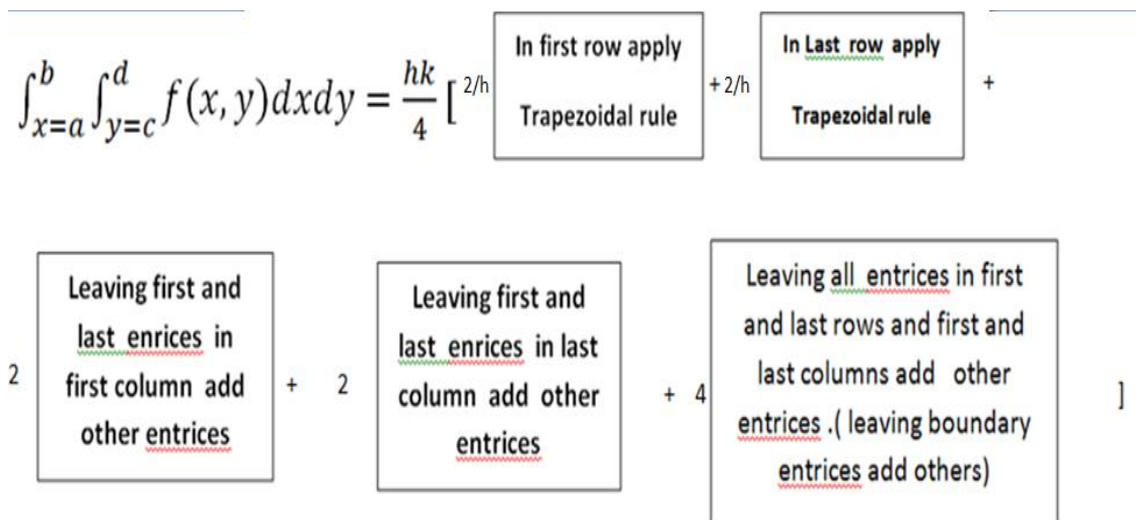 ∫_{x=a}^{b} ∫_{y=c}^{d} f(x, y)dxdy = hk/4 [ 2/h In first row apply Trapezoidal rule + 2/h In Last row apply Trapezoidal rule +
2 Leaving first and
last enrices in
first column add
other entrices
+ 2 Leaving first and
last enrices in last
column add other
entrices
+ 4 Leaving all entrices in first
and last rows and first and
last columns add other
entrices .( leaving boundary
entrices add others)
]